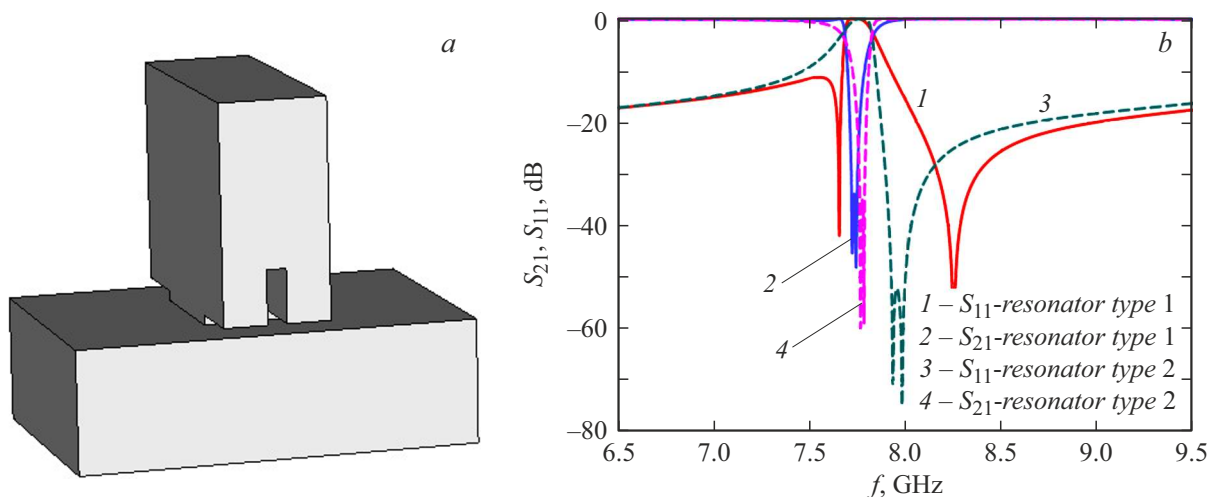 a
b
S21, S11, dB
0
–20
–40
–60
–80
1
3
2
4
1 – S11-resonator type 1
2 – S21-resonator type 1
3 – S11-resonator type 2
4 – S21-resonator type 2
6.5 7.0 7.5 8.0 8.5 9.0 9.5
f, GHz